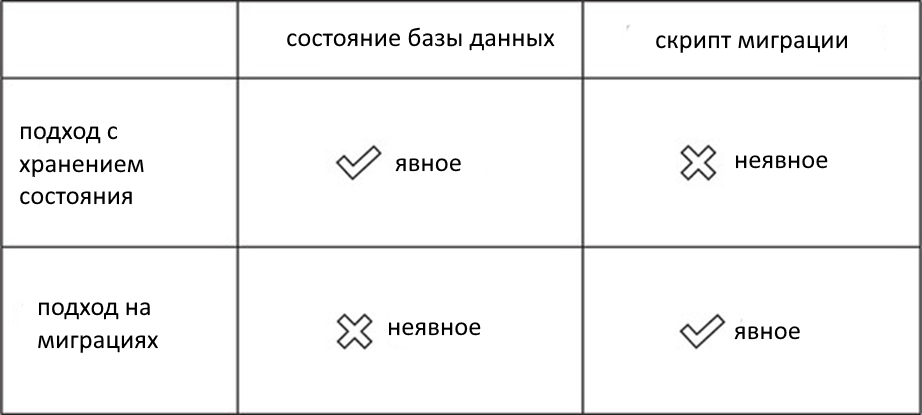 состояние базы данных
скрипт миграции
подход с
хранением
состояния
явное
неявное
подход на
миграциях
неявное
явное